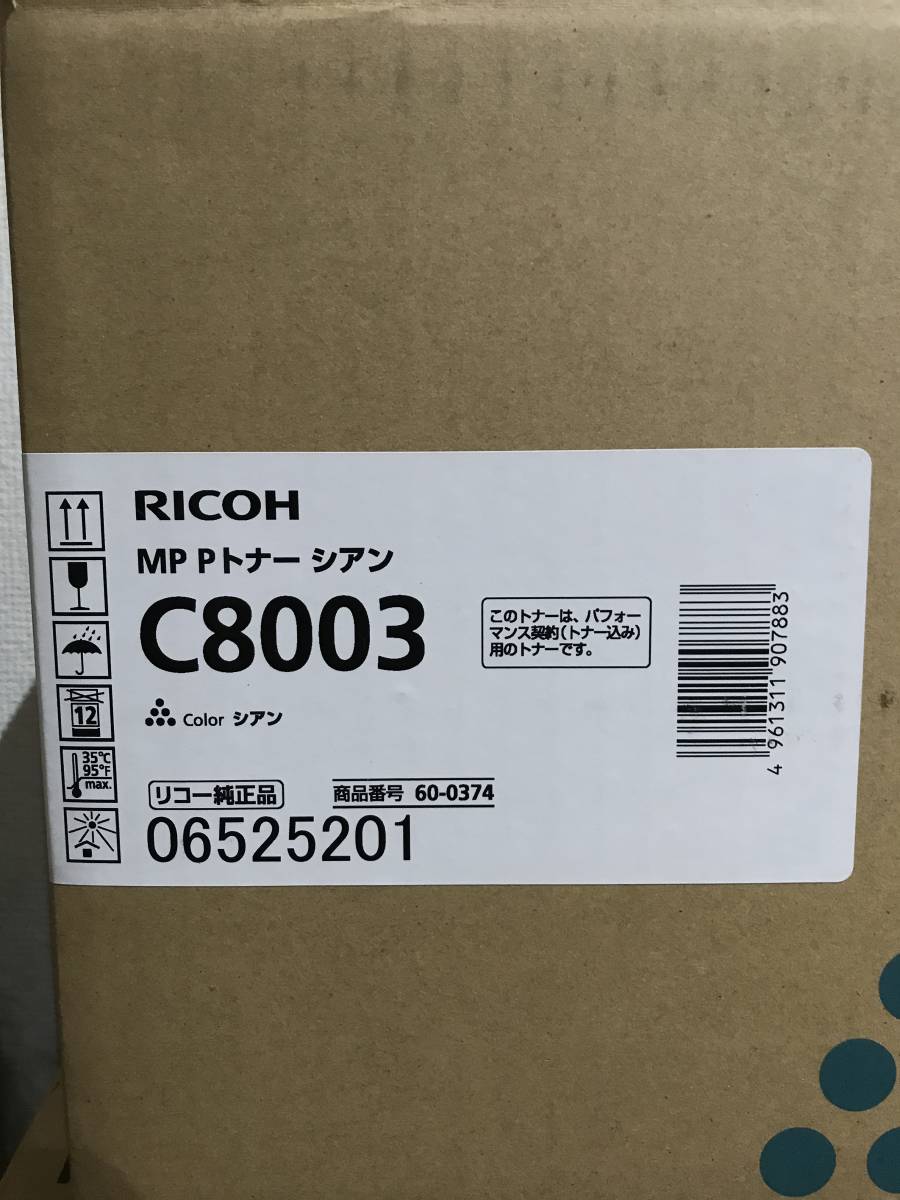 RICOH
MP Pトナー シアン
C8003
このトナーは、パフォー
マンス契約（トナー込み）
用のトナーです。
Color シアン
リコー純正品
商品番号 60-0374
06525201
12
35℃
95°F
max.
4 961311 907883